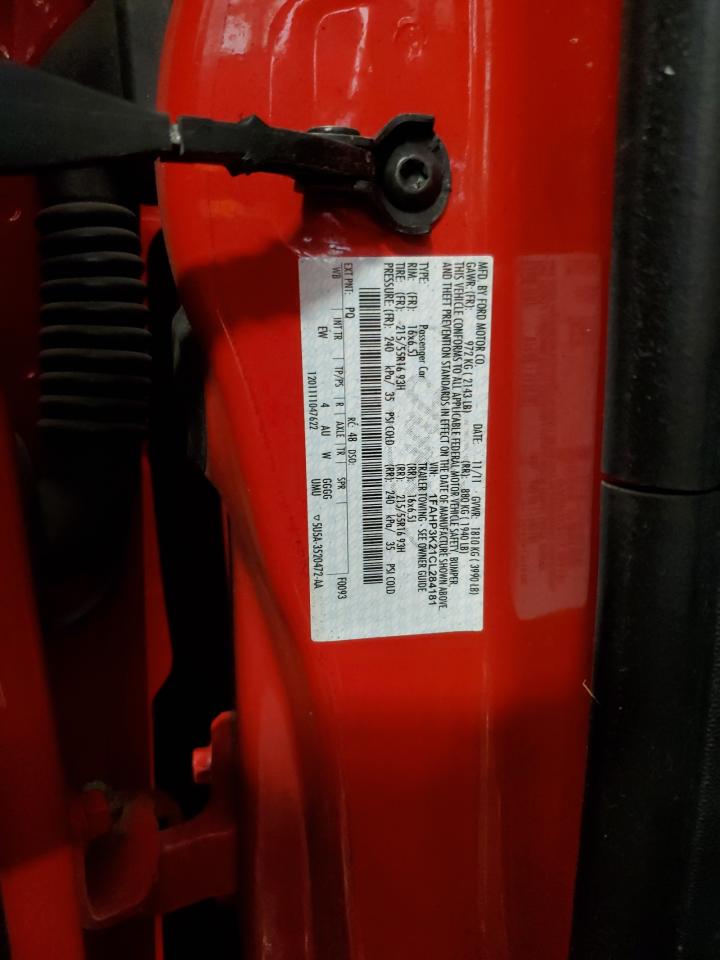 MFD. BY FORD MOTOR CO.
DATE: 11/11 GVWR: 1810 KG ( 3990 LB)
GAWR: (FR): 972 KG ( 2143 LB) (RR): 880 KG ( 1940 LB)
THIS VEHICLE CONFORMS TO ALL APPLICABLE FEDERAL MOTOR VEHICLE SAFETY, BUMPER,
AND THEFT PREVENTION STANDARDS IN EFFECT ON THE DATE OF MANUFACTURE SHOWN ABOVE.
VIN: 1FAHP3K21CL284181
TYPE: Passenger Car TRAILER TOWING - SEE OWNER GUIDE
RIM: (FR): 16x6.5J (RR): 16x6.5J
TIRE: (FR): 215/55R16 93H (RR): 215/55R16 93H
PRESSURE: (FR): 240 kPa/ 35 PSI COLD (RR): 240 kPa/ 35 PSI COLD
EXT PNT: PQ RC: 48 DSO: F0093
WB INT TR TP/PS R AXLE TR SPR
EW 4 AU W GGGG
UMU
1201111047622 5U5A-3520472-AA